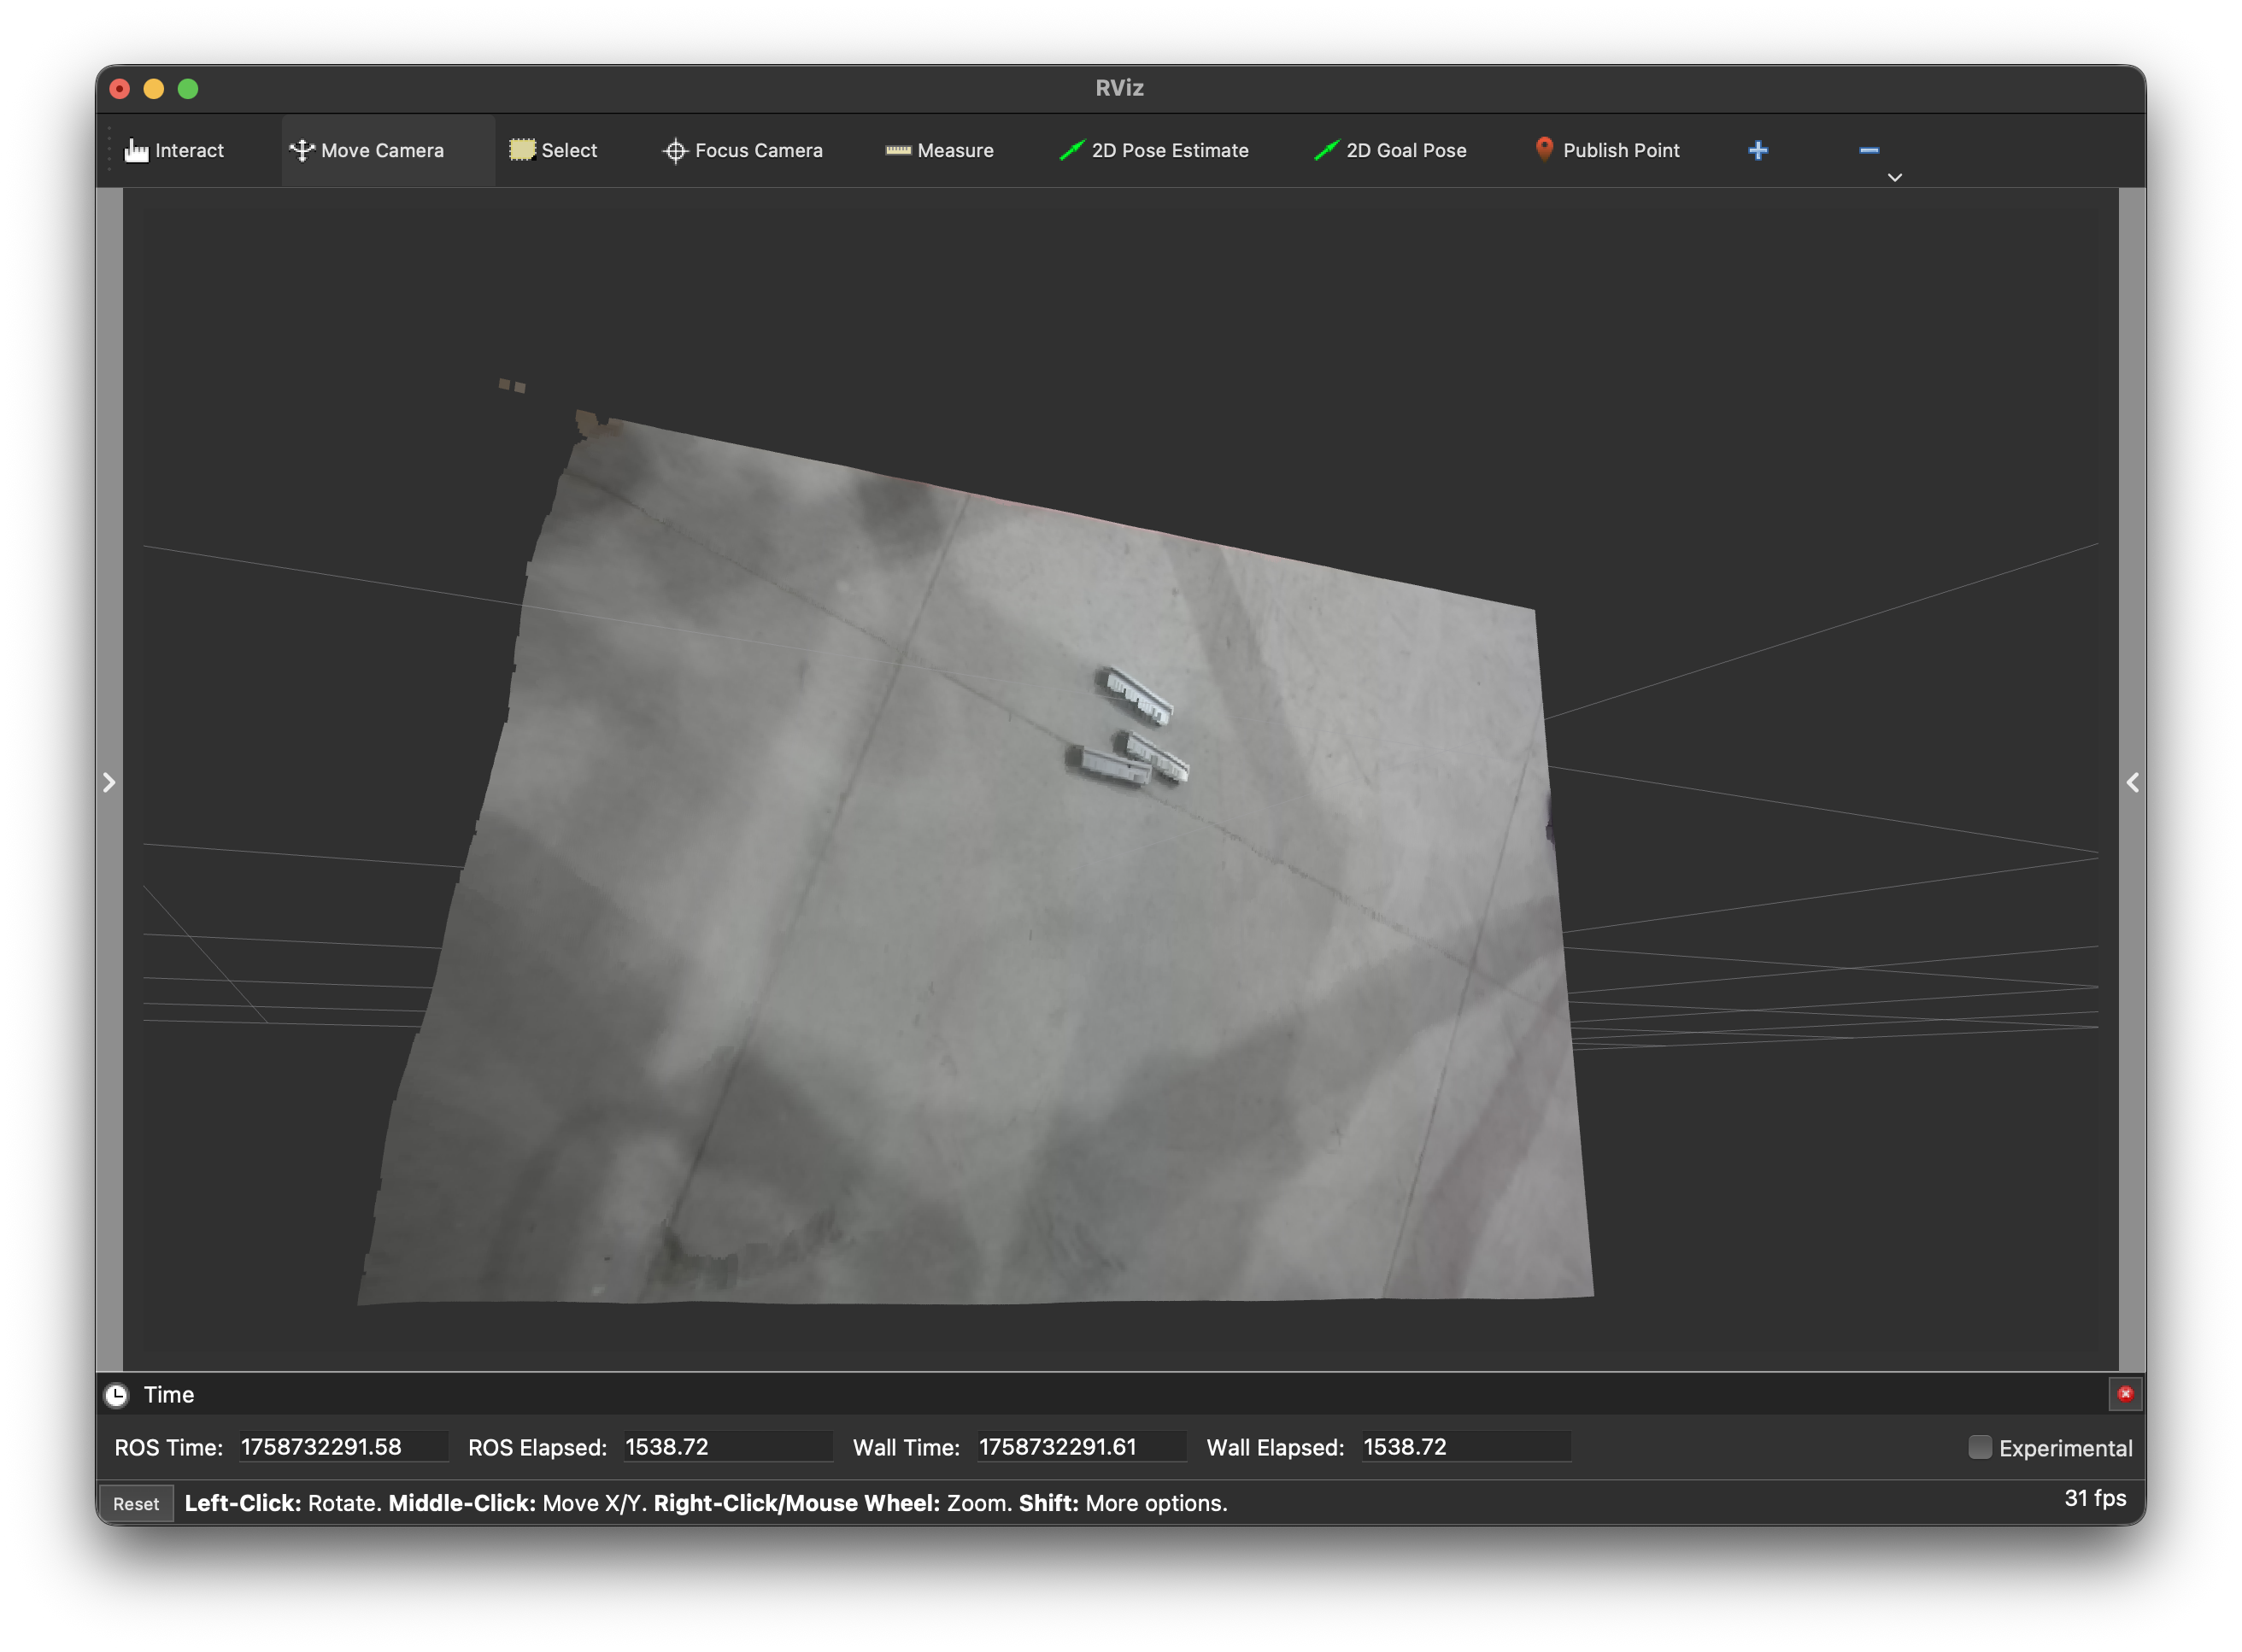 RViz
Interact Move Camera Select Focus Camera Measure 2D Pose Estimate 2D Goal Pose Publish Point
Time
ROS Time: 1758732291.58 ROS Elapsed: 1538.72 Wall Time: 1758732291.61 Wall Elapsed: 1538.72 Experimental
Reset Left-Click: Rotate. Middle-Click: Move X/Y. Right-Click/Mouse Wheel: Zoom. Shift: More options. 31 fps